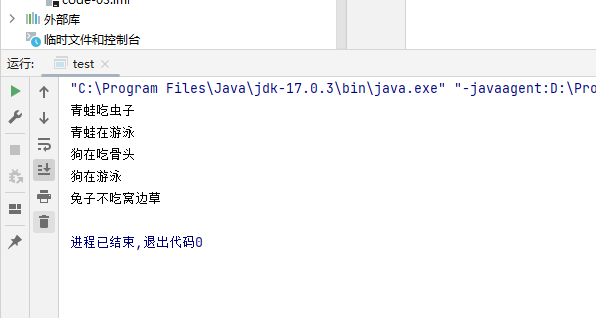 code-03.iml
外部库
临时文件和控制台
运行:
test
"C:\Program Files\Java\jdk-17.0.3\bin\java.exe" "-javaagent:D:\Pro
青蛙吃虫子
青蛙在游泳
狗在吃骨头
狗在游泳
兔子不吃窝边草
进程已结束,退出代码0